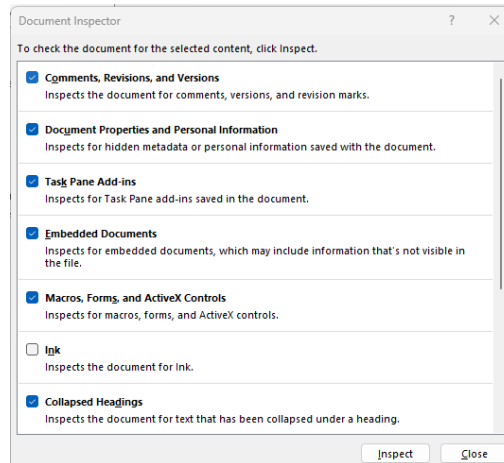 Document Inspector
To check the document for the selected content, click Inspect.
Comments, Revisions, and Versions
Inspects the document for comments, versions, and revision marks.
Document Properties and Personal Information
Inspects for hidden metadata or personal information saved with the document.
Task Pane Add-ins
Inspects for Task Pane add-ins saved in the document.
Embedded Documents
Inspects for embedded documents, which may include information that's not visible in
the file.
Macros, Forms, and ActiveX Controls
Inspects for macros, forms, and ActiveX controls.
Ink
Inspects the document for Ink.
Collapsed Headings
Inspects the document for text that has been collapsed under a heading.
Inspect Close